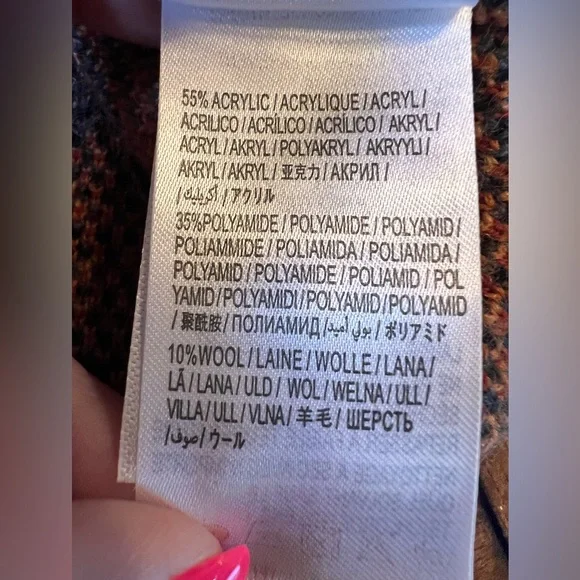 55% ACRYLIC / ACRYLIQUE / ACRYL /
ACRILICO / ACRÍLICO / ACRÍLICO / AKRYL /
ACRYL / AKRYL / POLYAKRYL / AKRYYLI /
AKRYL / AKRYL / 亚克力 / АКРИЛ /
/ أكريليك / アクリル
35%POLYAMIDE / POLYAMIDE / POLYAMID /
POLIAMMIDE / POLIAMIDA / POLIAMIDA /
POLYAMID / POLYAMIDE / POLIAMID / POL
YAMID / POLYAMIDI / POLYAMID / POLYAMID
/ 聚酰胺 / ПОЛИАМИД / بولي أميد / ポリアミド
10%WOOL / LAINE / WOLLE / LANA /
LÃ / LANA / ULD / WOL / WELNA / ULL /
VILLA / ULL / VLNA / 羊毛 / ШЕРСТЬ
/ صوف / ウール